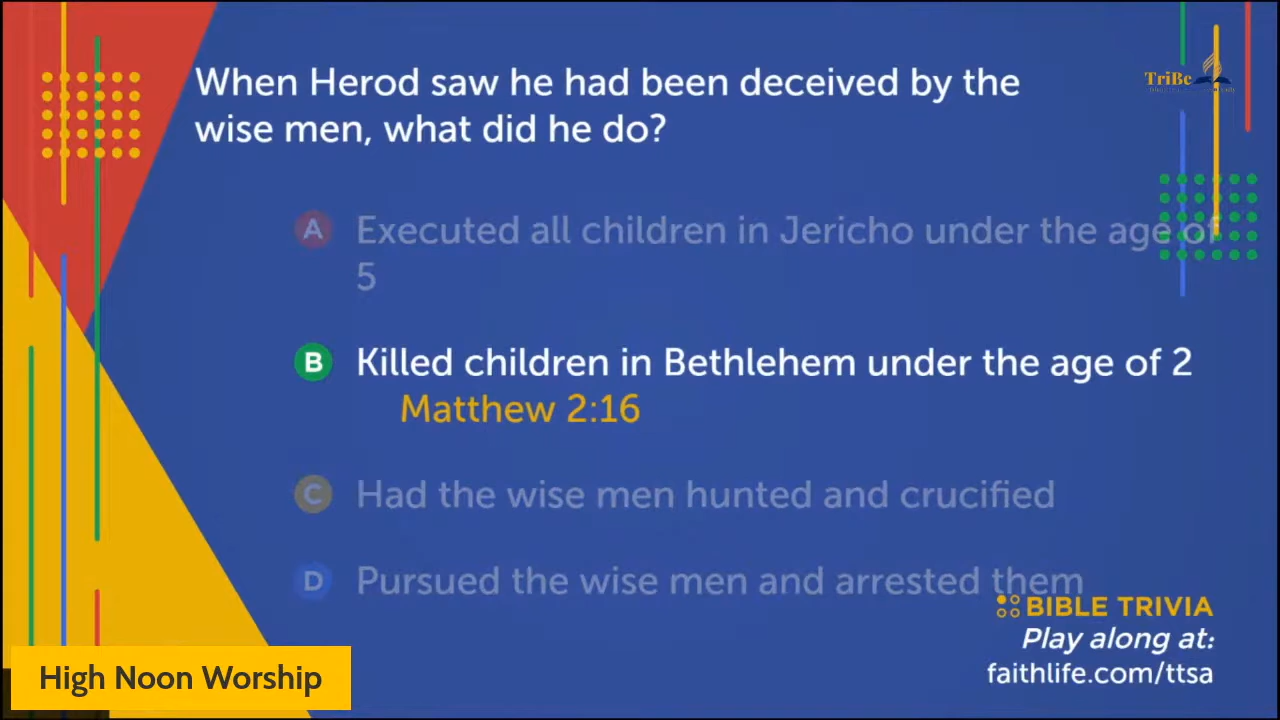 When Herod saw he had been deceived by the
wise men, what did he do?
TriBe
A Executed all children in Jericho under the age of
5
B Killed children in Bethlehem under the age of 2
Matthew 2:16
C Had the wise men hunted and crucified
D Pursued the wise men and arrested them
BIBLE TRIVIA
Play along at:
faithlife.com/ttsa
High Noon Worship